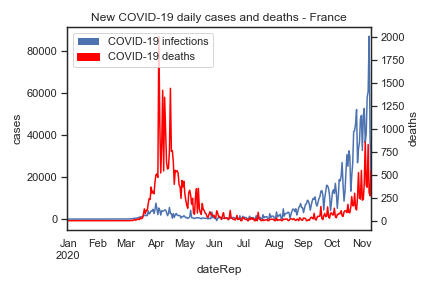 New COVID-19 daily cases and deaths - France
COVID-19 infections
COVID-19 deaths
cases
80000
60000
40000
20000
0
deaths
2000
1750
1500
1250
1000
750
500
250
0
Jan Feb Mar Apr May Jun Jul Aug Sep Oct Nov
2020
dateRep